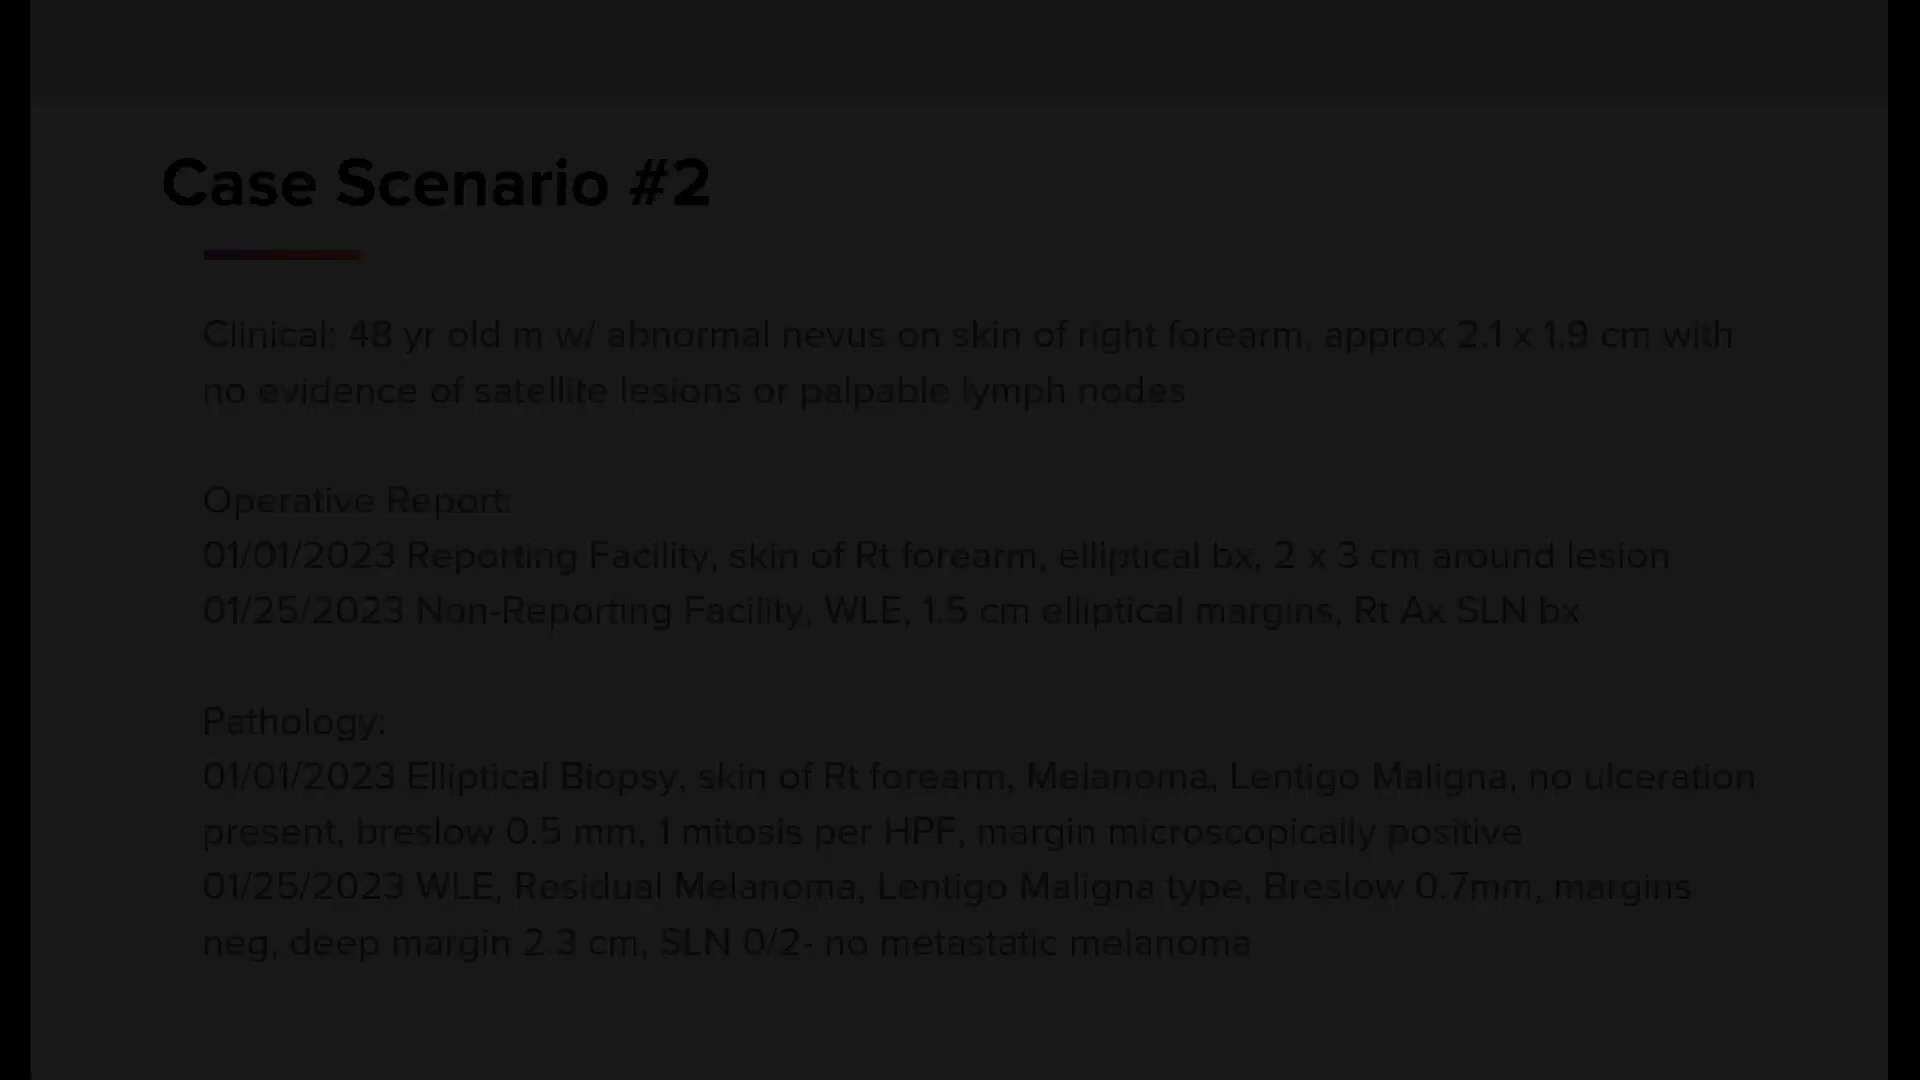 Case Scenario #2
Clinical: 48 yr old m w/ abnormal nevus on skin of right forearm, approx 2.1 x 1.9 cm with
no evidence of satellite lesions or palpable lymph nodes
Operative Report:
01/01/2023 Reporting Facility, skin of Rt forearm, elliptical bx, 2 x 3 cm around lesion
01/25/2023 Non-Reporting Facility, WLE, 1.5 cm elliptical margins, Rt Ax SLN bx
Pathology:
01/01/2023 Elliptical Biopsy, skin of Rt forearm, Melanoma, Lentigo Maligna, no ulceration
present, breslow 0.5 mm, 1 mitosis per HPF, margin microscopically positive
01/25/2023 WLE, Residual Melanoma, Lentigo Maligna type, Breslow 0.7mm, margins
neg, deep margin 2.3 cm, SLN 0/2- no metastatic melanoma